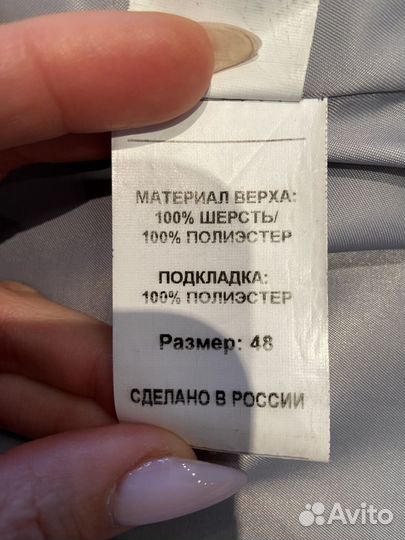 МАТЕРИАЛ ВЕРХА:
100% ШЕРСТЬ/
100% ПОЛИЭСТЕР
ПОДКЛАДКА:
100% ПОЛИЭСТЕР
Размер: 48
СДЕЛАНО В РОССИИ
Avito